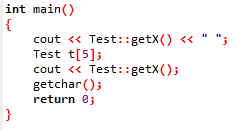 int main()
{
    cout << Test::getX() << " ";
    Test t[5];
    cout << Test::getX();
    getchar();
    return 0;
}